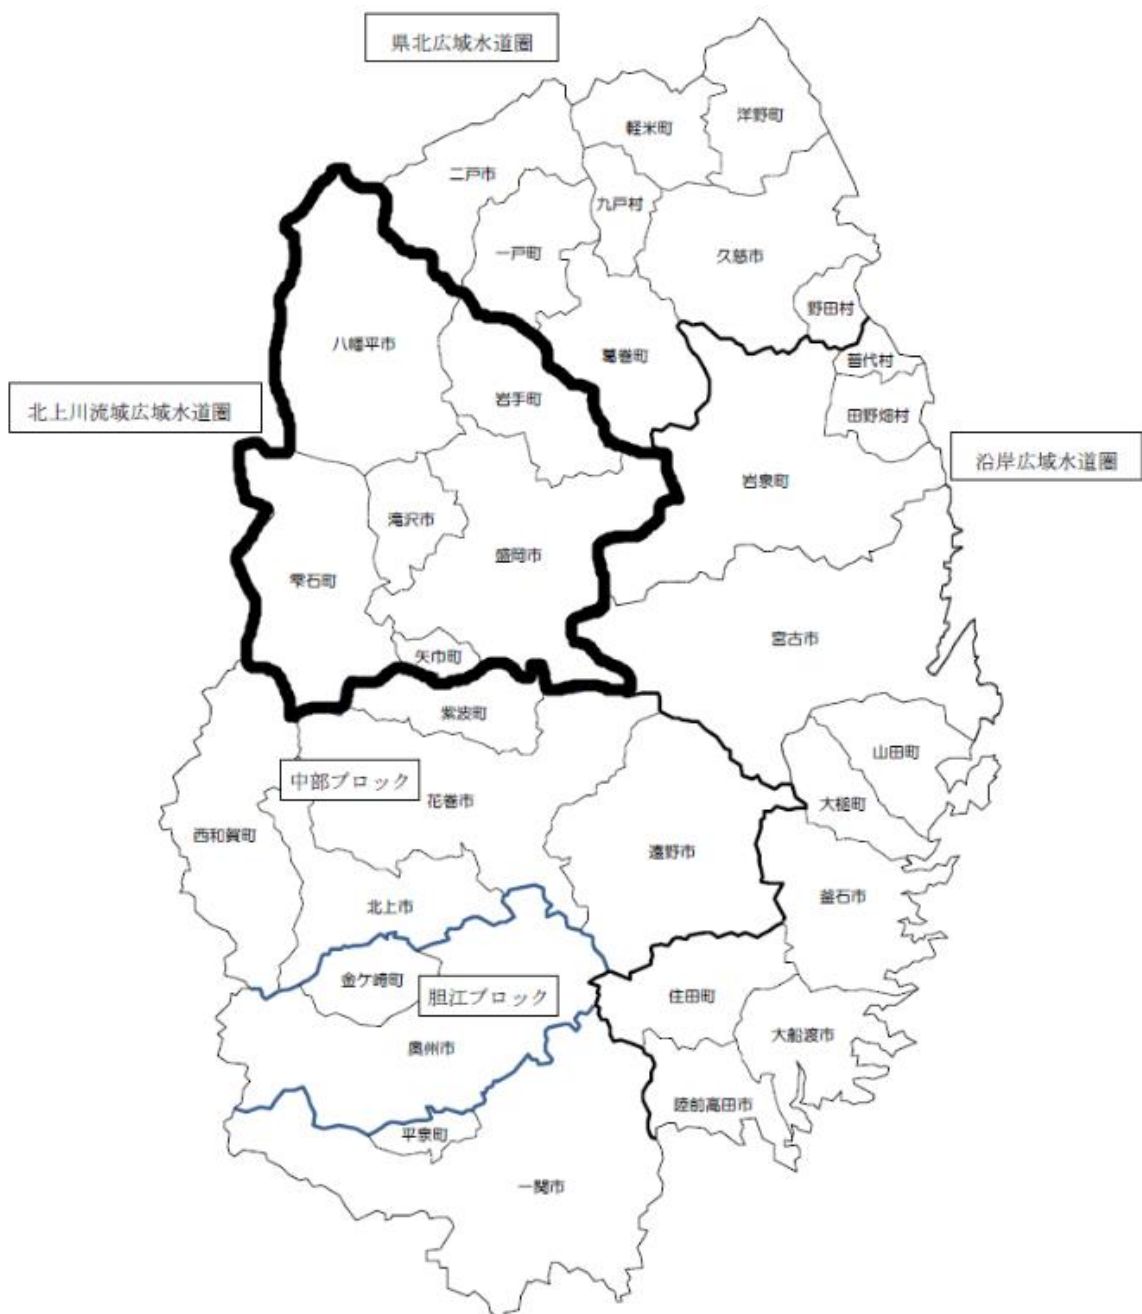 県北広域水道圏
洋野町
軽米町
二戸市
九戸村
一戸町
久慈市
野田村
八幡平市
葛巻町
普代村
岩手町
北上川流域広域水道圏
田野畑村
沿岸広域水道圏
岩泉町
滝沢市
盛岡市
雫石町
宮古市
矢巾町
紫波町
山田町
中部ブロック
花巻市
大槌町
西和賀町
遠野市
釜石市
北上市
金ケ崎町
胆江ブロック
住田町
大船渡市
奥州市
陸前高田市
平泉町
一関市